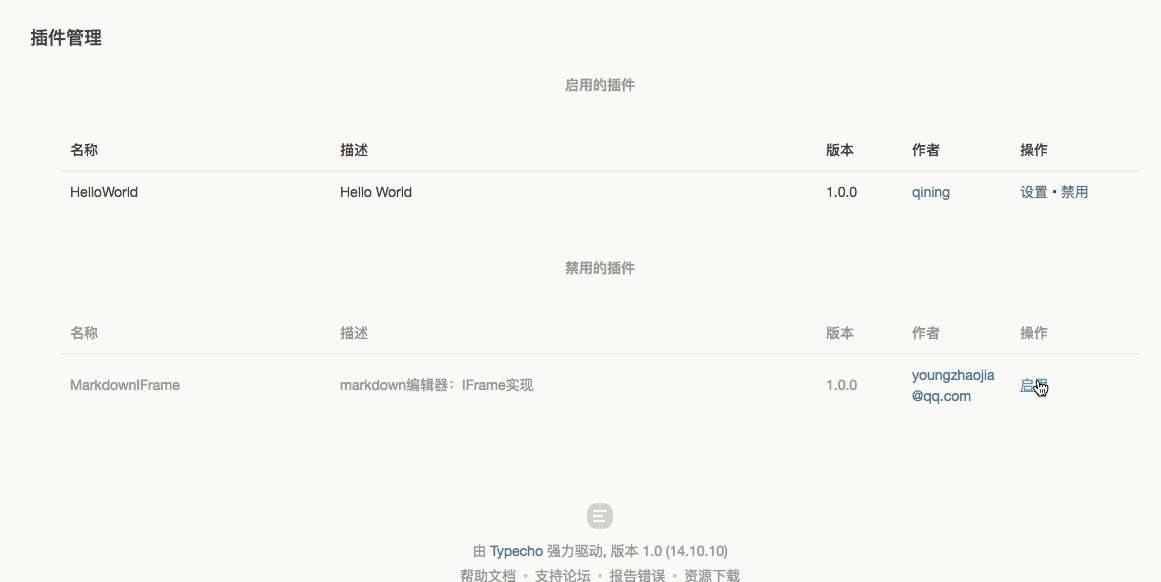 插件管理
启用的插件
名称 描述 版本 作者 操作
HelloWorld Hello World 1.0.0 qining 设置 • 禁用
禁用的插件
名称 描述 版本 作者 操作
MarkdownIFrame markdown编辑器：IFrame实现 1.0.0 youngzhaojia
@qq.com 启用
由 Typecho 强力驱动, 版本 1.0 (14.10.10)
帮助文档 • 支持论坛 • 报告错误 • 资源下载